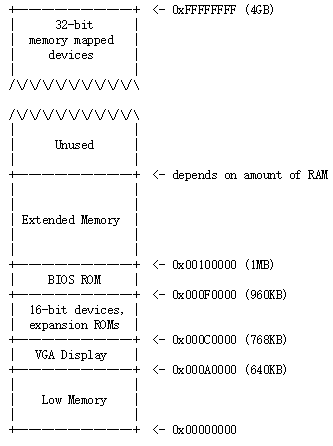 +------------------+  <- 0xFFFFFFFF (4GB)
|      32-bit      |
|  memory mapped   |
|     devices      |
|                  |
/\/\/\/\/\/\/\/\/\/\

/\/\/\/\/\/\/\/\/\/\
|                  |
|      Unused      |
|                  |
+------------------+  <- depends on amount of RAM
|                  |
|                  |
| Extended Memory  |
|                  |
|                  |
+------------------+  <- 0x00100000 (1MB)
|     BIOS ROM     |
+------------------+  <- 0x000F0000 (960KB)
|  16-bit devices, |
|  expansion ROMs  |
+------------------+  <- 0x000C0000 (768KB)
|   VGA Display    |
+------------------+  <- 0x000A0000 (640KB)
|                  |
|    Low Memory    |
|                  |
+------------------+  <- 0x00000000